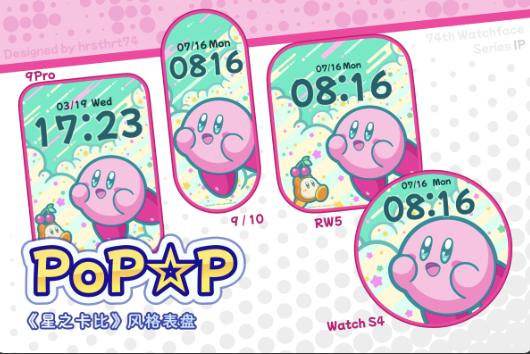 Designed by hrsthrt74
74th Watchface
Series IP
9Pro
03/19 Wed
17:23
07/16 Mon
0816
9/10
07/16 Mon
08:16
RW5
07/16 Mon
08:16
Watch S4
PoP★P
《星之卡比》风格表盘